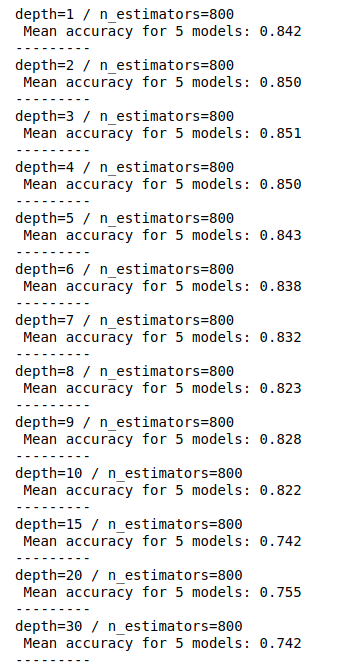 depth=1 / n_estimators=800
Mean accuracy for 5 models: 0.842
---------
depth=2 / n_estimators=800
Mean accuracy for 5 models: 0.850
---------
depth=3 / n_estimators=800
Mean accuracy for 5 models: 0.851
---------
depth=4 / n_estimators=800
Mean accuracy for 5 models: 0.850
---------
depth=5 / n_estimators=800
Mean accuracy for 5 models: 0.843
---------
depth=6 / n_estimators=800
Mean accuracy for 5 models: 0.838
---------
depth=7 / n_estimators=800
Mean accuracy for 5 models: 0.832
---------
depth=8 / n_estimators=800
Mean accuracy for 5 models: 0.823
---------
depth=9 / n_estimators=800
Mean accuracy for 5 models: 0.828
---------
depth=10 / n_estimators=800
Mean accuracy for 5 models: 0.822
---------
depth=15 / n_estimators=800
Mean accuracy for 5 models: 0.742
---------
depth=20 / n_estimators=800
Mean accuracy for 5 models: 0.755
---------
depth=30 / n_estimators=800
Mean accuracy for 5 models: 0.742
---------